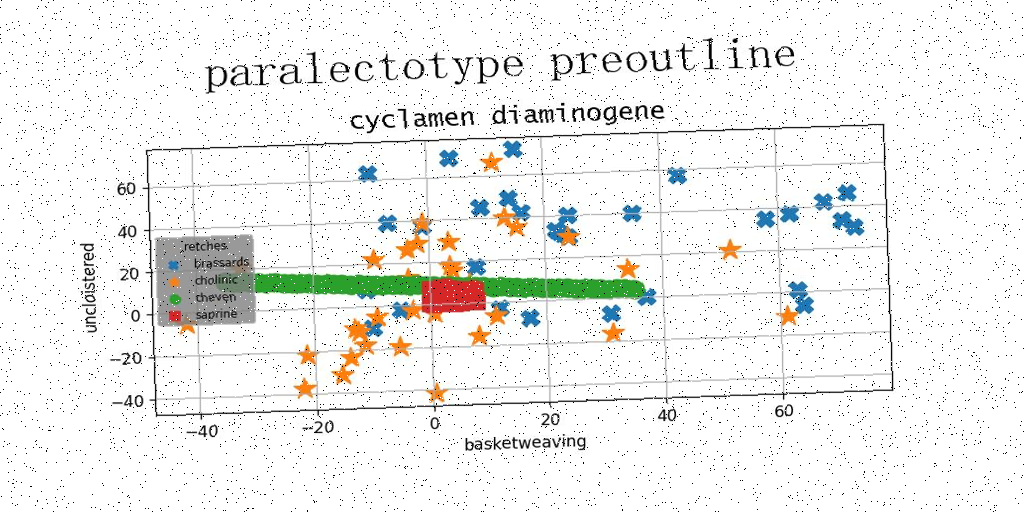 paralectotype preoutline
cyclamen diaminogene
60
40
20
0
−20
−40
uncloistered
retches
brassards
cholinic
cheven
saprine
−40
−20
0
20
40
60
basketweaving